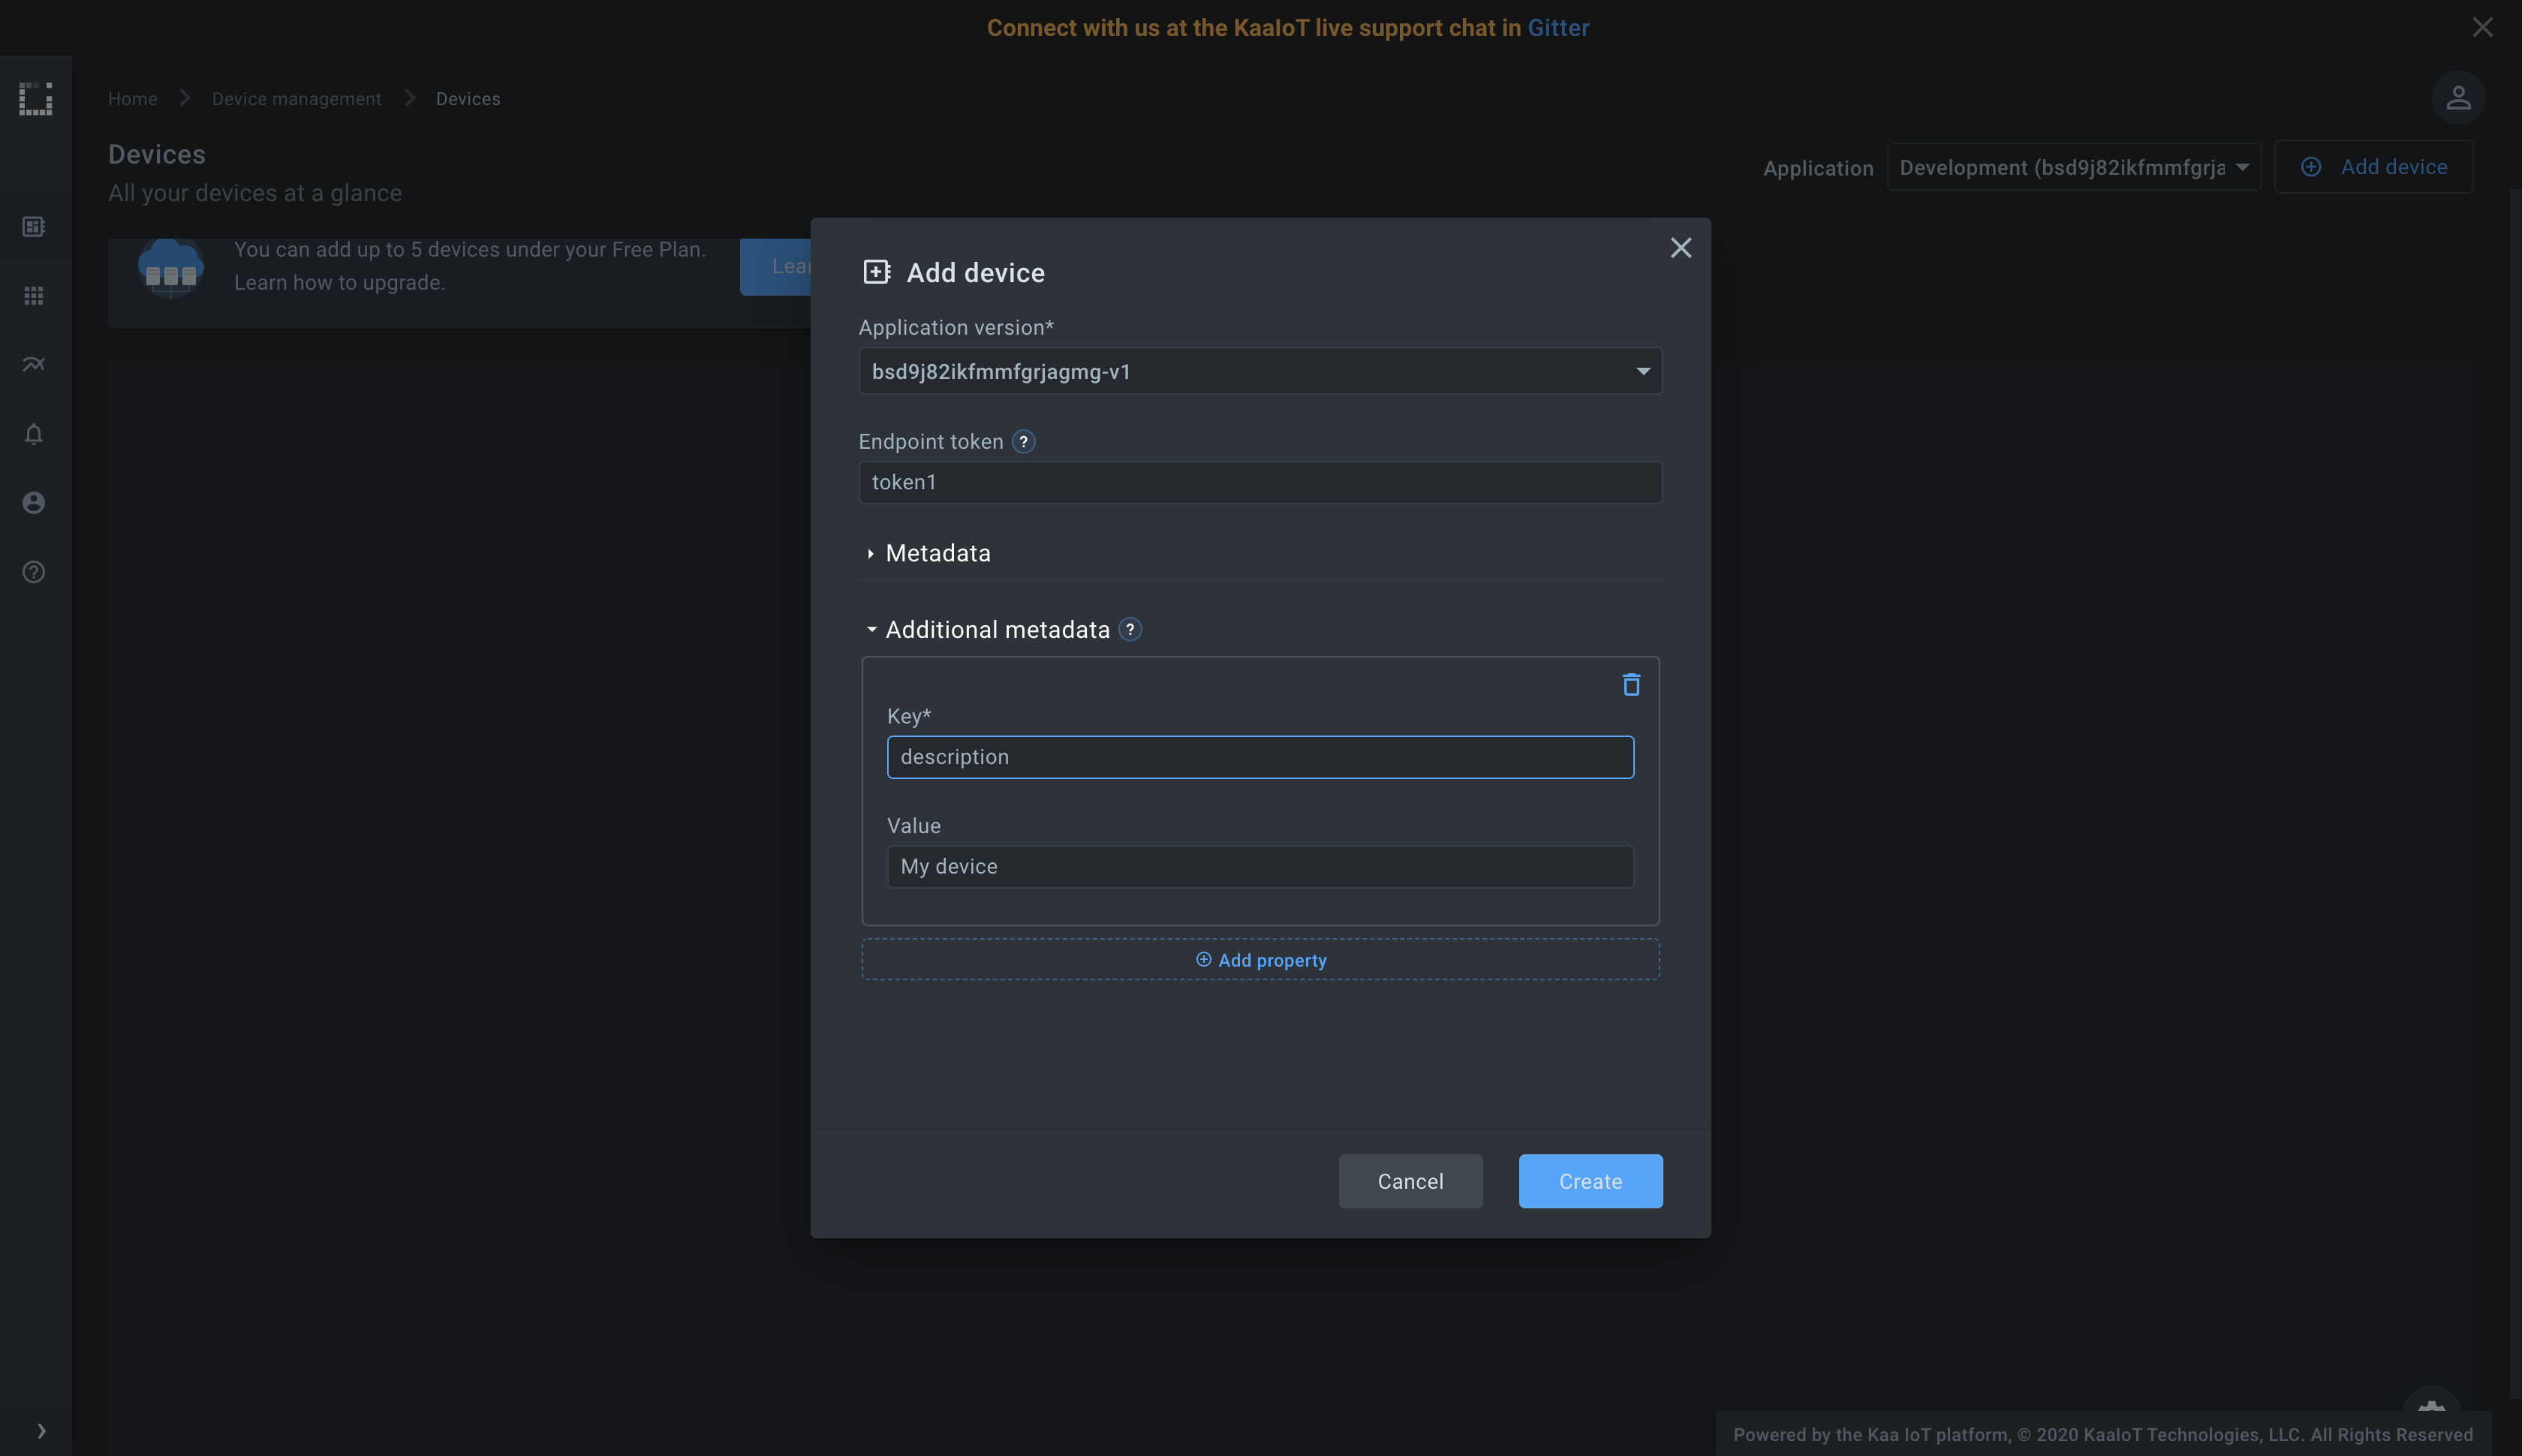 Connect with us at the KaaIoT live support chat in Gitter
Home Device management Devices
Devices
All your devices at a glance
Application Development (bsd9j82ikfmmfgrja Add device
You can add up to 5 devices under your Free Plan.
Learn how to upgrade.
Lear
Add device
Application version*
bsd9j82ikfmmfgrjagmg-v1
Endpoint token ?
token1
Metadata
Additional metadata ?
Key*
description
Value
My device
Add property
Cancel Create
Powered by the Kaa IoT platform, © 2020 KaaIoT Technologies, LLC. All Rights Reserved